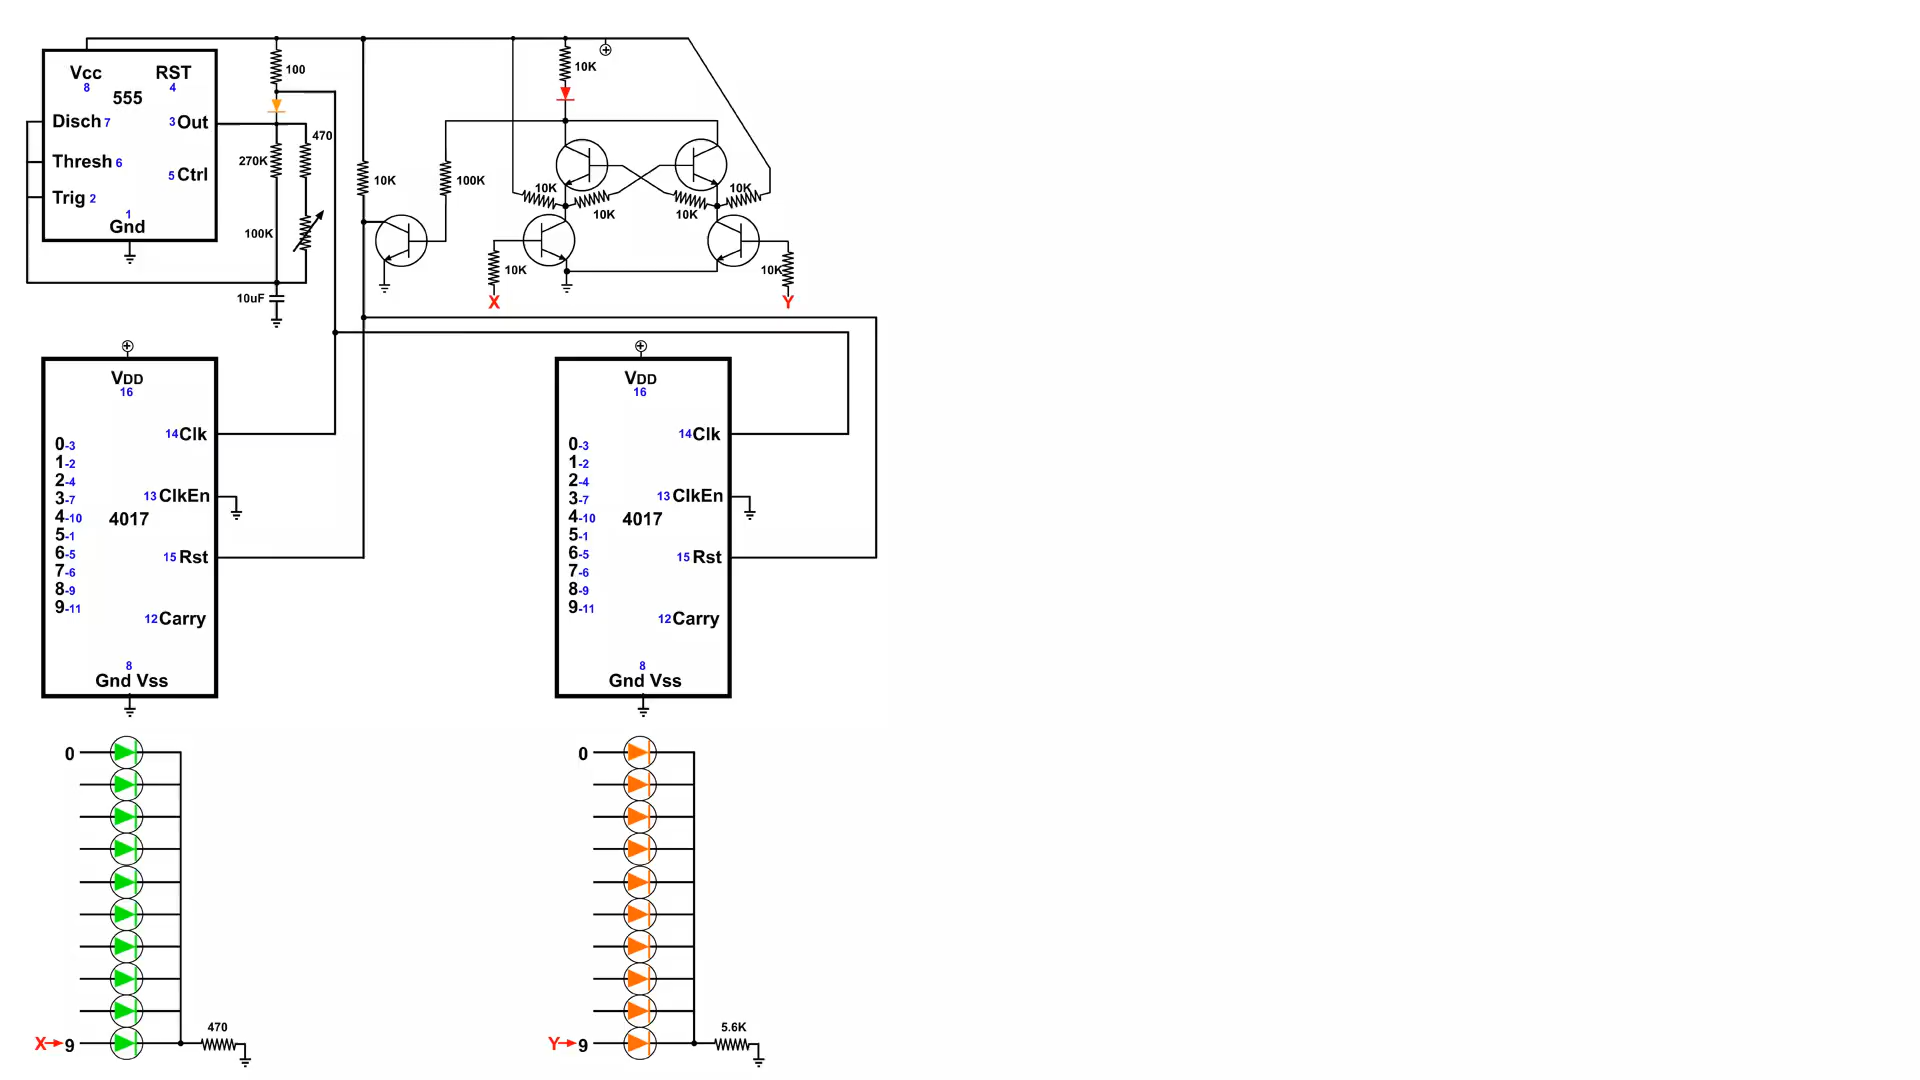 Vcc RST
8 4
555
Disch 7 3 Out
Thresh 6
5 Ctrl
Trig 2
1
Gnd
100
470
270K
100K
10uF
10K
100K
10K
10K
10K
10K
10K
10K
10K
X
Y
VDD
16
14 Clk
0-3
1-2
2-4
3-7
4-10
5-1
6-5
7-6
8-9
9-11
13 ClkEn
4017
15 Rst
12 Carry
8
Gnd Vss
VDD
16
14 Clk
0-3
1-2
2-4
3-7
4-10
5-1
6-5
7-6
8-9
9-11
13 ClkEn
4017
15 Rst
12 Carry
8
Gnd Vss
0
X 9
470
0
Y 9
5.6K